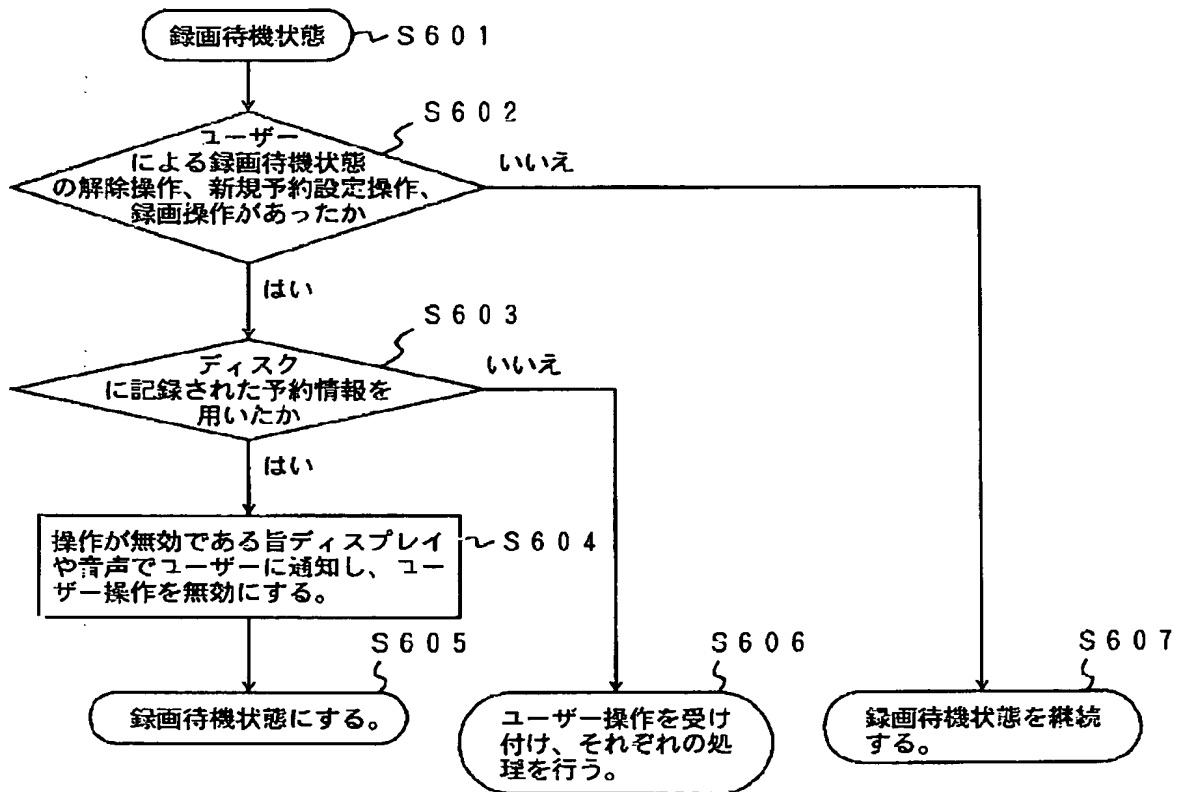 録画待機状態
S601
S602
ユーザー
による録画待機状態
の解除操作、新規予約設定操作、
録画操作があったか
いいえ
はい
S603
ディスク
に記録された予約情報を
用いたか
いいえ
はい
操作が無効である旨ディスプレイ
や音声でユーザーに通知し、ユー
ザー操作を無効にする。
S604
S605
録画待機状態にする。
S606
ユーザー操作を受け
付け、それぞれの処
理を行う。
S607
録画待機状態を継続
する。